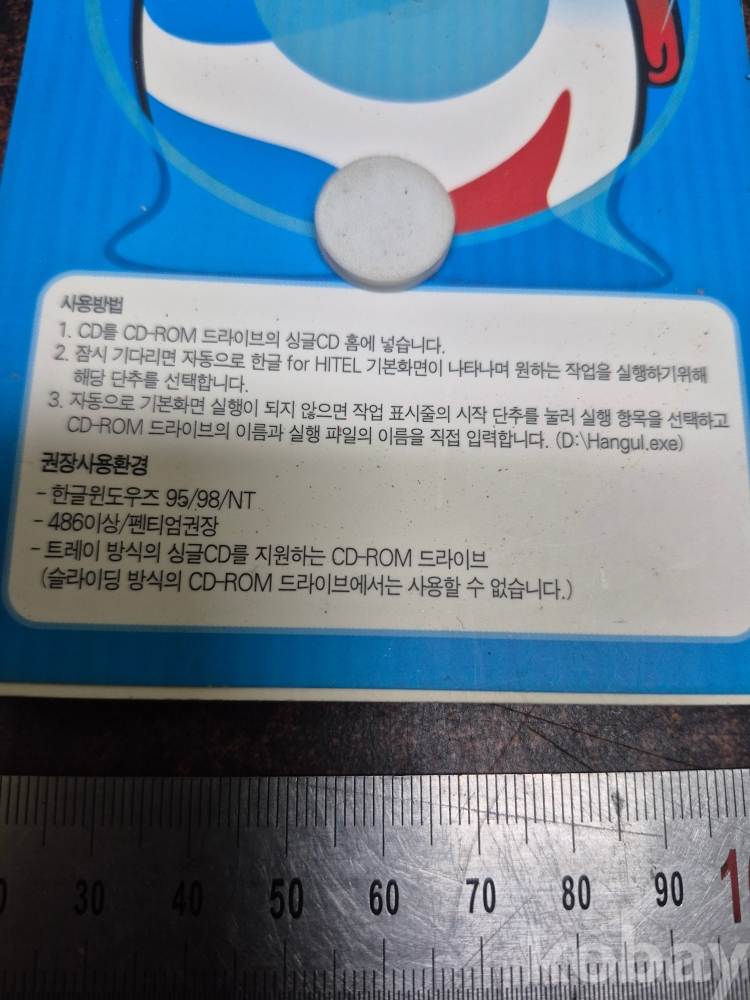 사용방법
1. CD를 CD-ROM 드라이브의 싱글CD 홈에 넣습니다.
2. 잠시 기다리면 자동으로 한글 for HITEL 기본화면이 나타나며 원하는 작업을 실행하기위해
해당 단추를 선택합니다.
3. 자동으로 기본화면 실행이 되지 않으면 작업 표시줄의 시작 단추를 눌러 실행 항목을 선택하고
CD-ROM 드라이브의 이름과 실행 파일의 이름을 직접 입력합니다. (D:\Hangul.exe)
권장사용환경
- 한글윈도우즈 95/98/NT
- 486이상/펜티엄권장
- 트레이 방식의 싱글CD를 지원하는 CD-ROM 드라이브
(슬라이딩 방식의 CD-ROM 드라이브에서는 사용할 수 없습니다.)
30 40 50 60 70 80 90
kobay